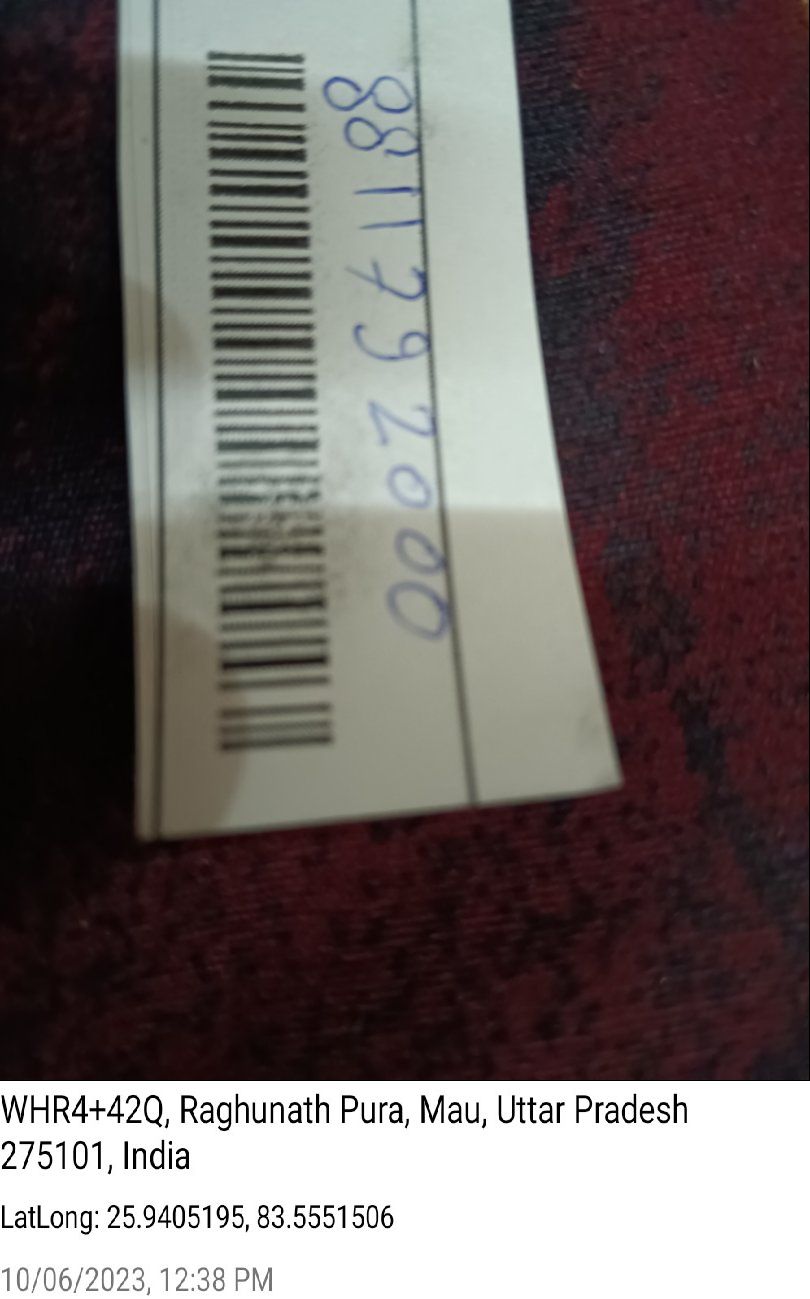 8811792000
WHR4+42Q, Raghunath Pura, Mau, Uttar Pradesh
275101, India
LatLong: 25.9405195, 83.5551506
10/06/2023, 12:38 PM